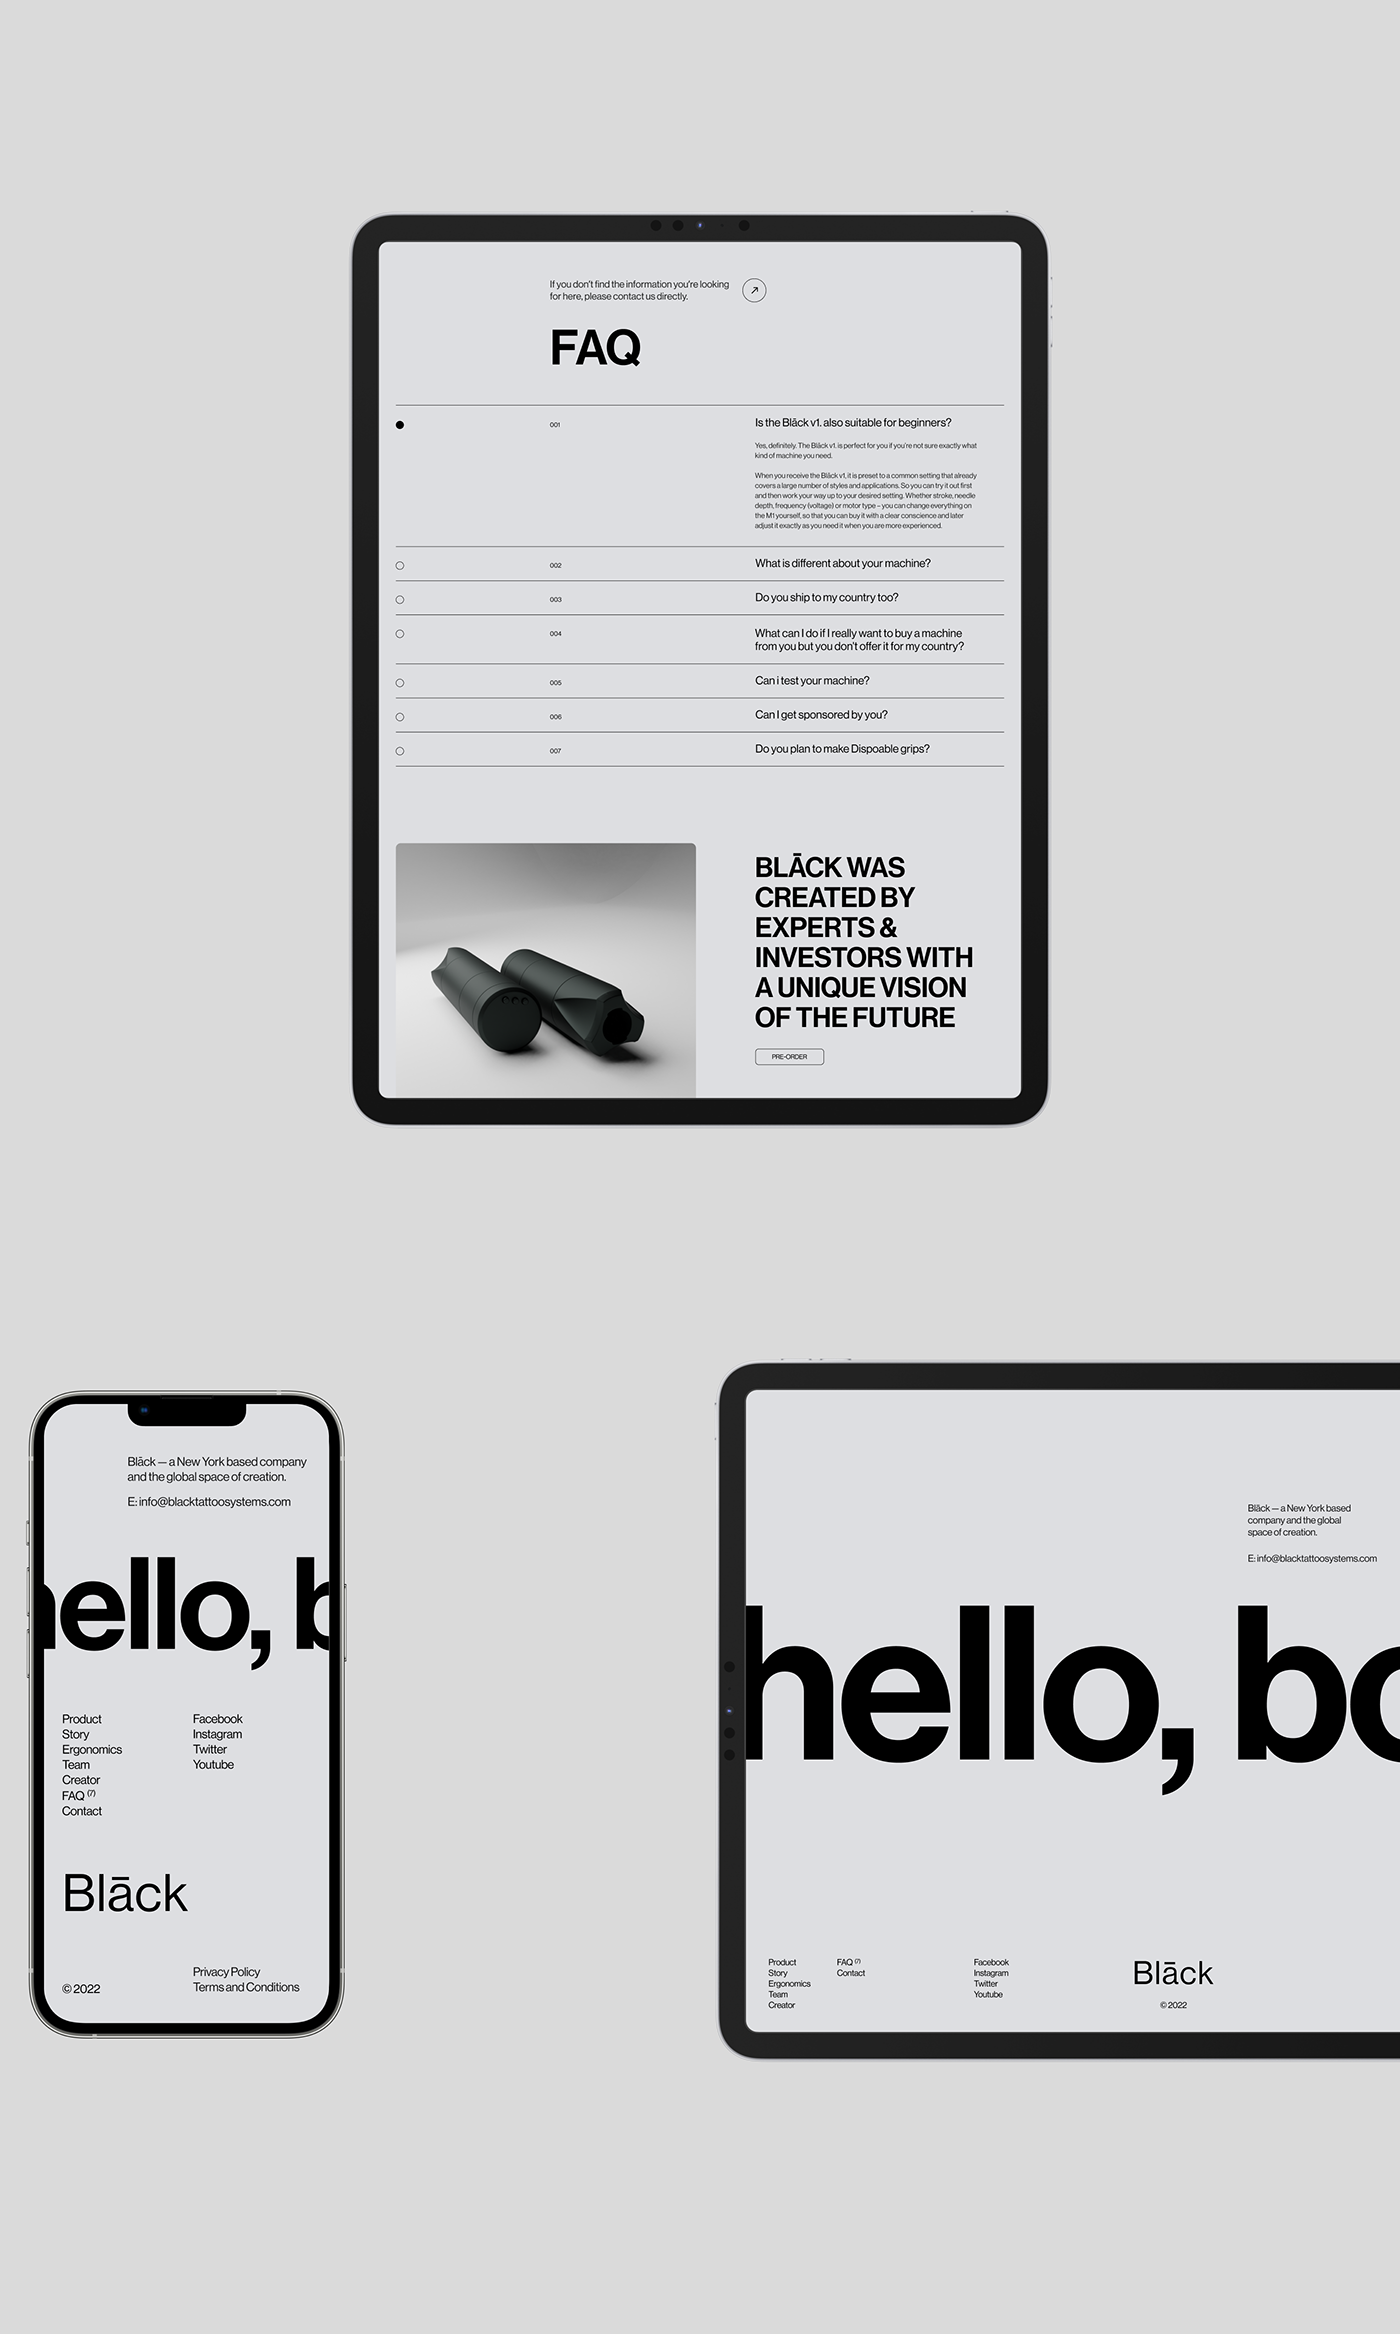 If you don't find the information you're looking
for here, please contact us directly.
FAQ
001
Is the Blāck v1. also suitable for beginners?
Yes, definitely. The Blāck v1. is perfect for you if you're not sure exactly what
kind of machine you need.
When you receive the Blāck v1, it is preset to a common setting that already
covers a large number of styles and applications. So you can try it out first
and then work your way up to your desired setting. Whether stroke, needle
depth, frequency (voltage) or motor type – you can change everything on
the M1 yourself, so that you can buy it with a clear conscience and later
adjust it exactly as you need it when you are more experienced.
002
What is different about your machine?
003
Do you ship to my country too?
004
What can I do if I really want to buy a machine
from you but you don't offer it for my country?
005
Can i test your machine?
006
Can I get sponsored by you?
007
Do you plan to make Dispoable grips?
BLĀCK WAS
CREATED BY
EXPERTS &
INVESTORS WITH
A UNIQUE VISION
OF THE FUTURE
PRE-ORDER
Blāck — a New York based company
and the global space of creation.
E: info@blacktattoosystems.com
hello, b
Product
Story
Ergonomics
Team
Creator
FAQ (7)
Contact
Facebook
Instagram
Twitter
Youtube
Blāck
© 2022
Privacy Policy
Terms and Conditions
Blāck — a New York based
company and the global
space of creation.
E: info@blacktattoosystems.com
hello, bo
Product
Story
Ergonomics
Team
Creator
FAQ (7)
Contact
Facebook
Instagram
Twitter
Youtube
Blāck
© 2022